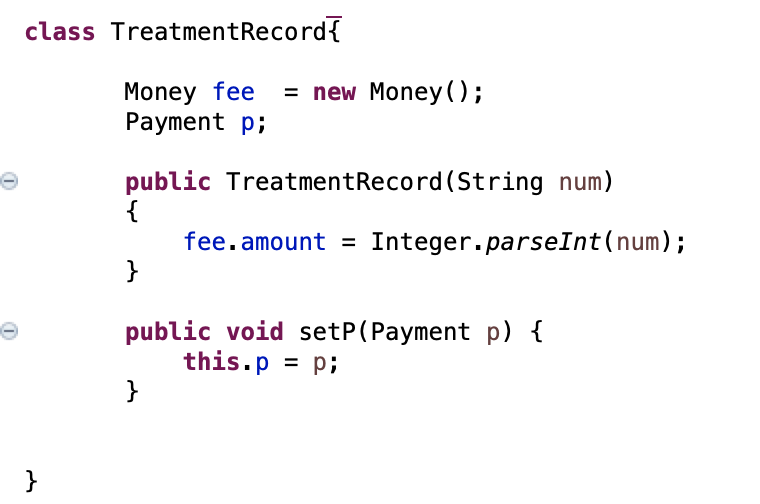 class TreatmentRecord{
Money fee  = new Money();
Payment p;
public TreatmentRecord(String num)
{
fee.amount = Integer.parseInt(num);
}
public void setP(Payment p) {
this.p = p;
}
}